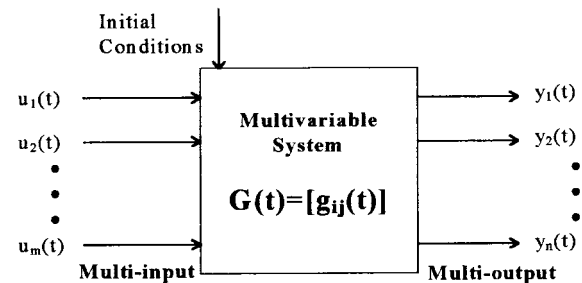 Initial
Conditions
u1(t)
u2(t)
um(t)
Multi-input
Multivariable
System
G(t)=[gij(t)]
y1(t)
y2(t)
yn(t)
Multi-output